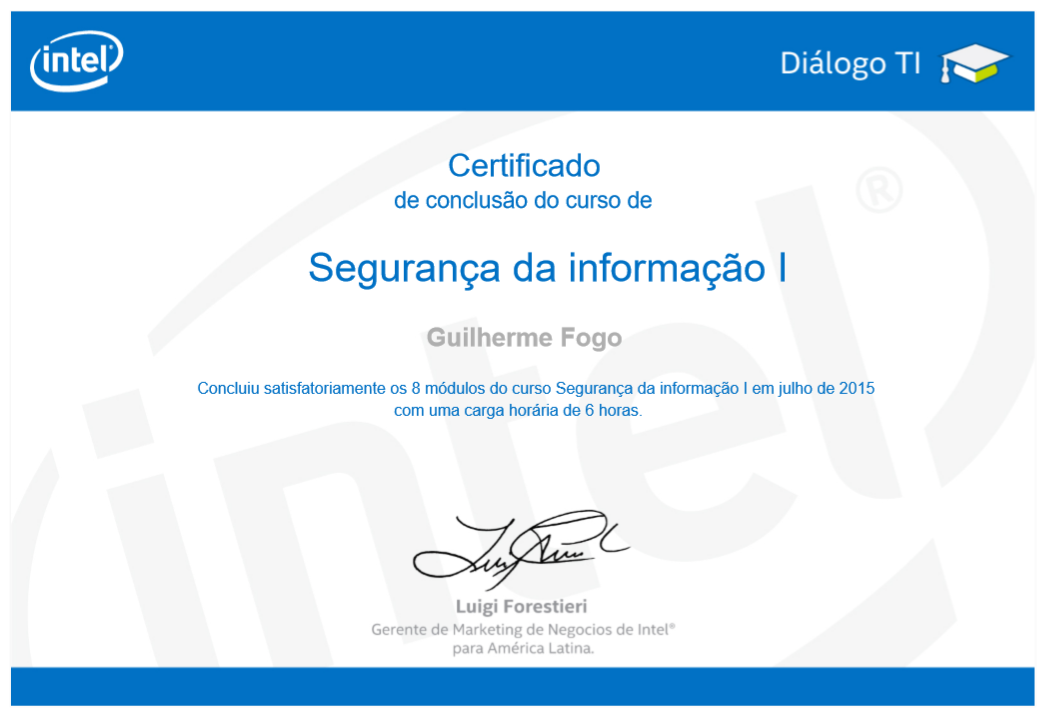 intel
Diálogo TI
Certificado
de conclusão do curso de
Segurança da informação I
Guilherme Fogo
Concluiu satisfatoriamente os 8 módulos do curso Segurança da informação I em julho de 2015
com uma carga horária de 6 horas.
Luigi Forestieri
Gerente de Marketing de Negocios de Intel®
para América Latina.
intel®